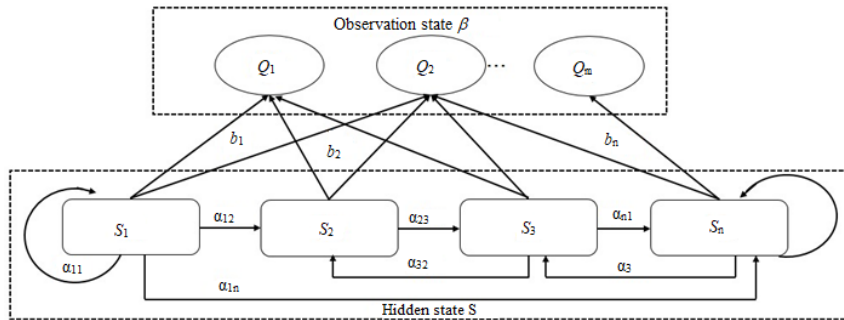 Observation state β
Q1 Q2 ... Qm
b1 b2 bn
α12 α23 αn1
S1 S2 S3 Sn
α11 α32 α3
α1n
Hidden state S